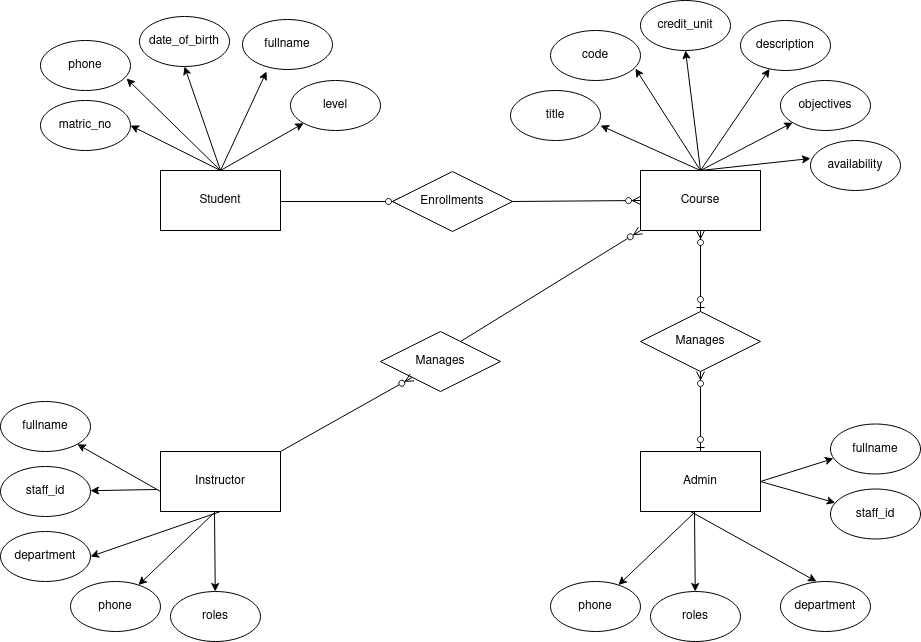 credit_unit
date_of_birth
fullname
description
code
phone
level
objectives
title
matric_no
availability
Student
Enrollments
Course
Manages
Manages
fullname
fullname
Instructor
Admin
staff_id
staff_id
department
phone
roles
phone
roles
department